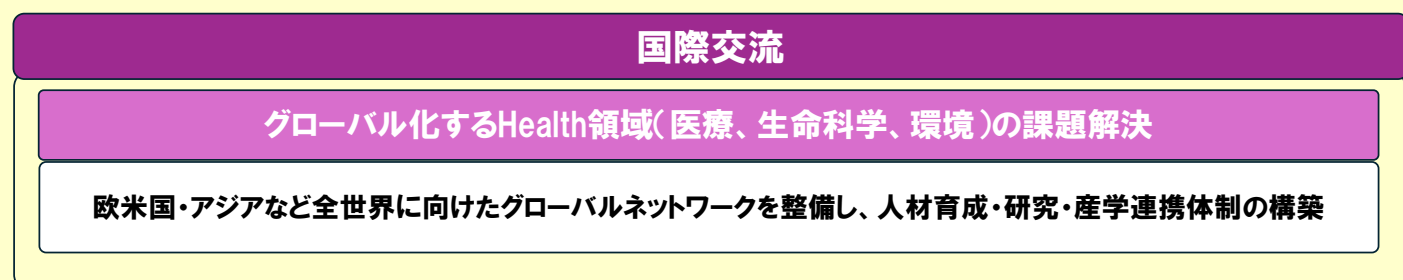 国際交流
グローバル化するHealth領域（医療、生命科学、環境）の課題解決
欧米国・アジアなど全世界に向けたグローバルネットワークを整備し、人材育成・研究・産学連携体制の構築